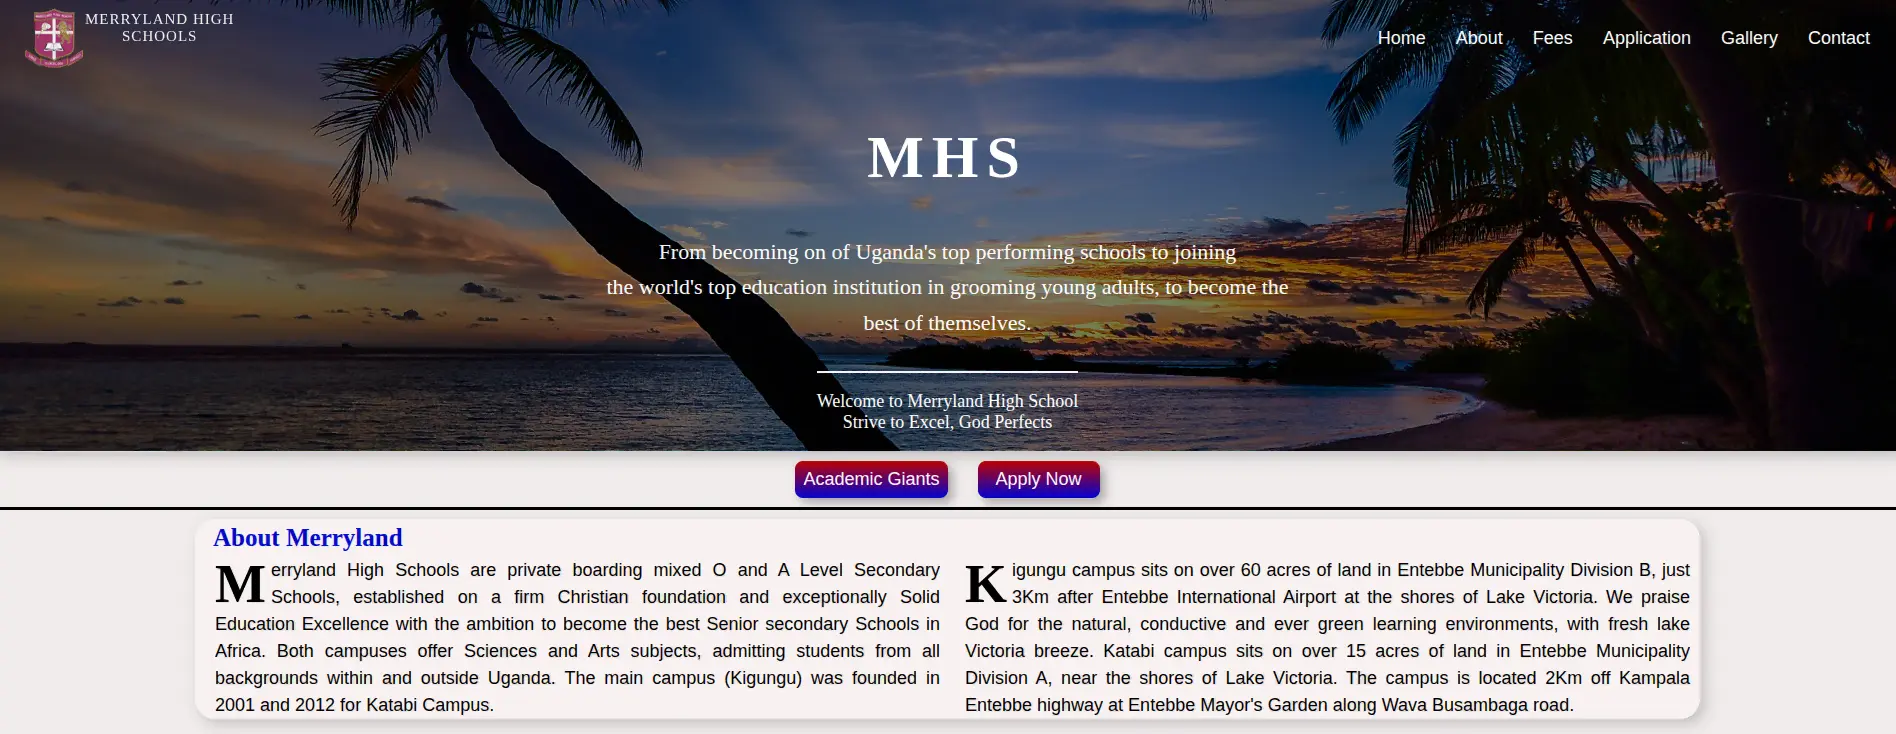 MERRYLAND HIGH
SCHOOLS
Home About Fees Application Gallery Contact
MHS
From becoming on of Uganda's top performing schools to joining
the world's top education institution in grooming young adults, to become the
best of themselves.
Welcome to Merryland High School
Strive to Excel, God Perfects
Academic Giants Apply Now
About Merryland
Merryland High Schools are private boarding mixed O and A Level Secondary
Schools, established on a firm Christian foundation and exceptionally Solid
Education Excellence with the ambition to become the best Senior secondary Schools in
Africa. Both campuses offer Sciences and Arts subjects, admitting students from all
backgrounds within and outside Uganda. The main campus (Kigungu) was founded in
2001 and 2012 for Katabi Campus.
Kigungu campus sits on over 60 acres of land in Entebbe Municipality Division B, just
3Km after Entebbe International Airport at the shores of Lake Victoria. We praise
God for the natural, conductive and ever green learning environments, with fresh lake
Victoria breeze. Katabi campus sits on over 15 acres of land in Entebbe Municipality
Division A, near the shores of Lake Victoria. The campus is located 2Km off Kampala
Entebbe highway at Entebbe Mayor's Garden along Wava Busambaga road.